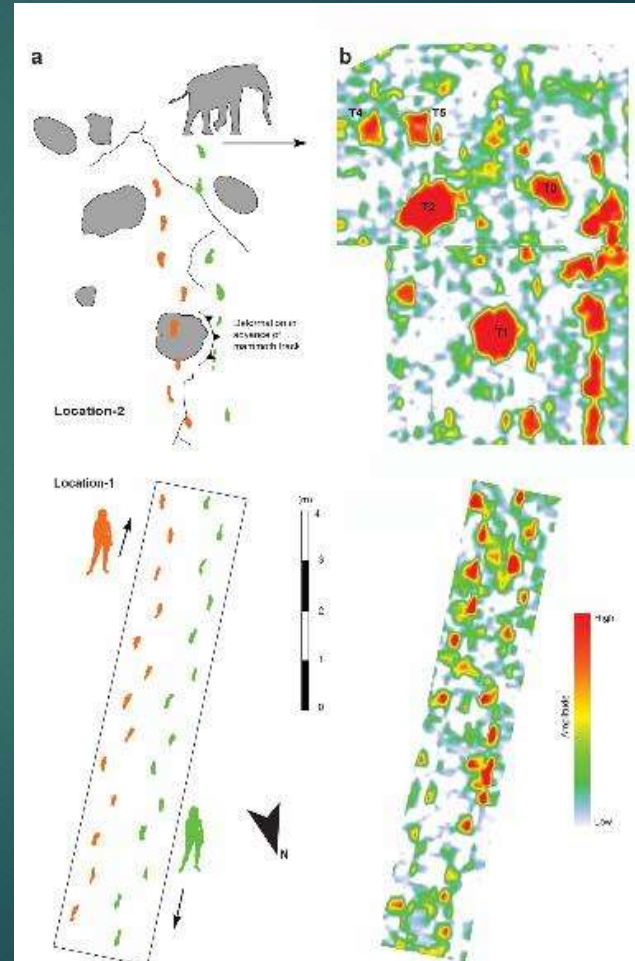 a
b
T4
T5
T2
T3
T1
Deformation in
advance of
mammoth track
Location-2
Location-1
(m)
4
3
2
1
0
N
High
Amplitude
Low